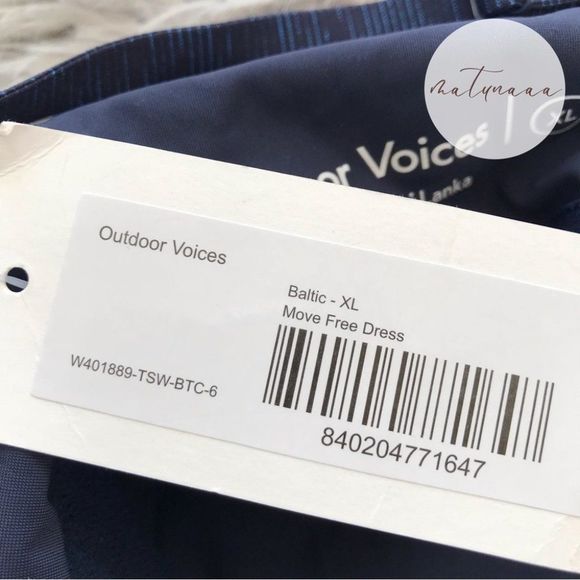 matynaaa
or Voices | XL
Lanka
Outdoor Voices
Baltic - XL
Move Free Dress
W401889-TSW-BTC-6
840204771647